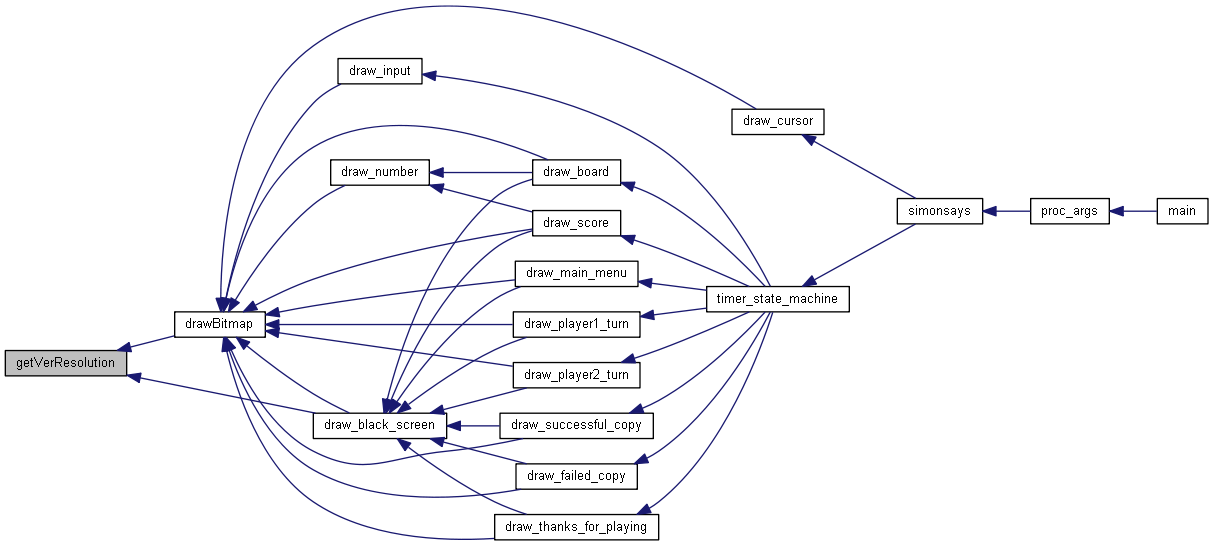 draw_input
draw_cursor
draw_number
draw_board
simonsays
proc_args
main
draw_score
draw_main_menu
timer_state_machine
drawBitmap
draw_player1_turn
getVerResolution
draw_player2_turn
draw_black_screen
draw_successful_copy
draw_failed_copy
draw_thanks_for_playing